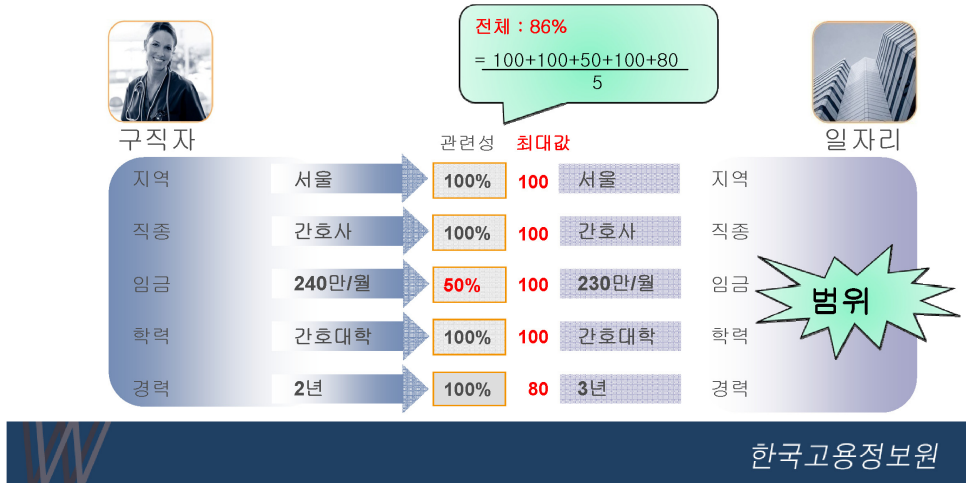 전체 : 86%
= 100+100+50+100+80
5
구직자
관련성 최대값
일자리
지역 서울 100% 100 서울 지역
직종 간호사 100% 100 간호사 직종
임금 240만/월 50% 100 230만/월 임금
범위
학력 간호대학 100% 100 간호대학 학력
경력 2년 100% 80 3년 경력
한국고용정보원